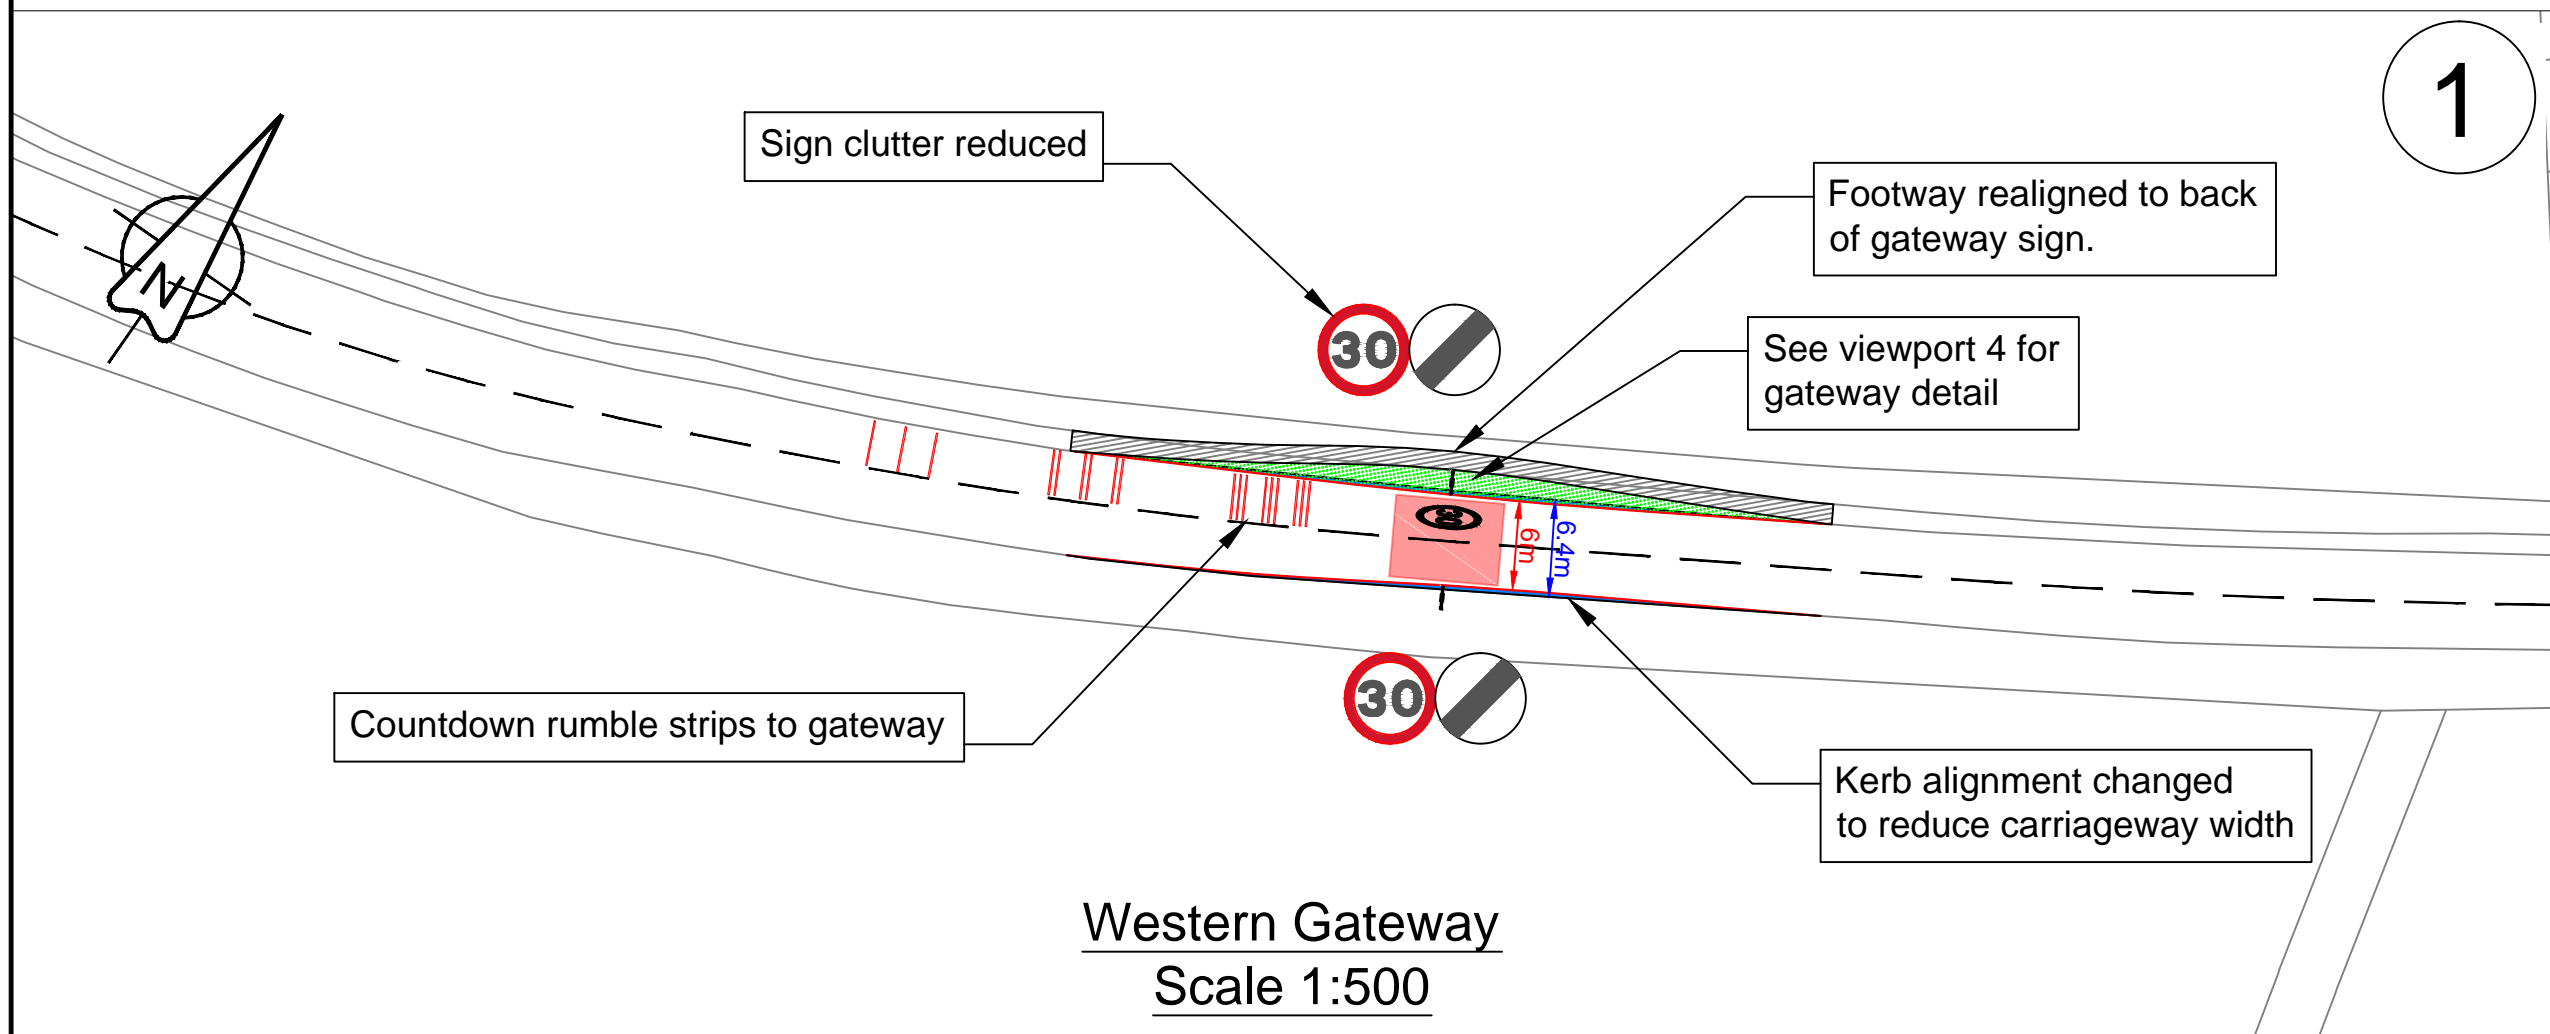 1
Sign clutter reduced
Footway realigned to back
of gateway sign.
N
30
See viewport 4 for
gateway detail
30
6m
6.4m
30
Countdown rumble strips to gateway
Kerb alignment changed
to reduce carriageway width
Western Gateway
Scale 1:500